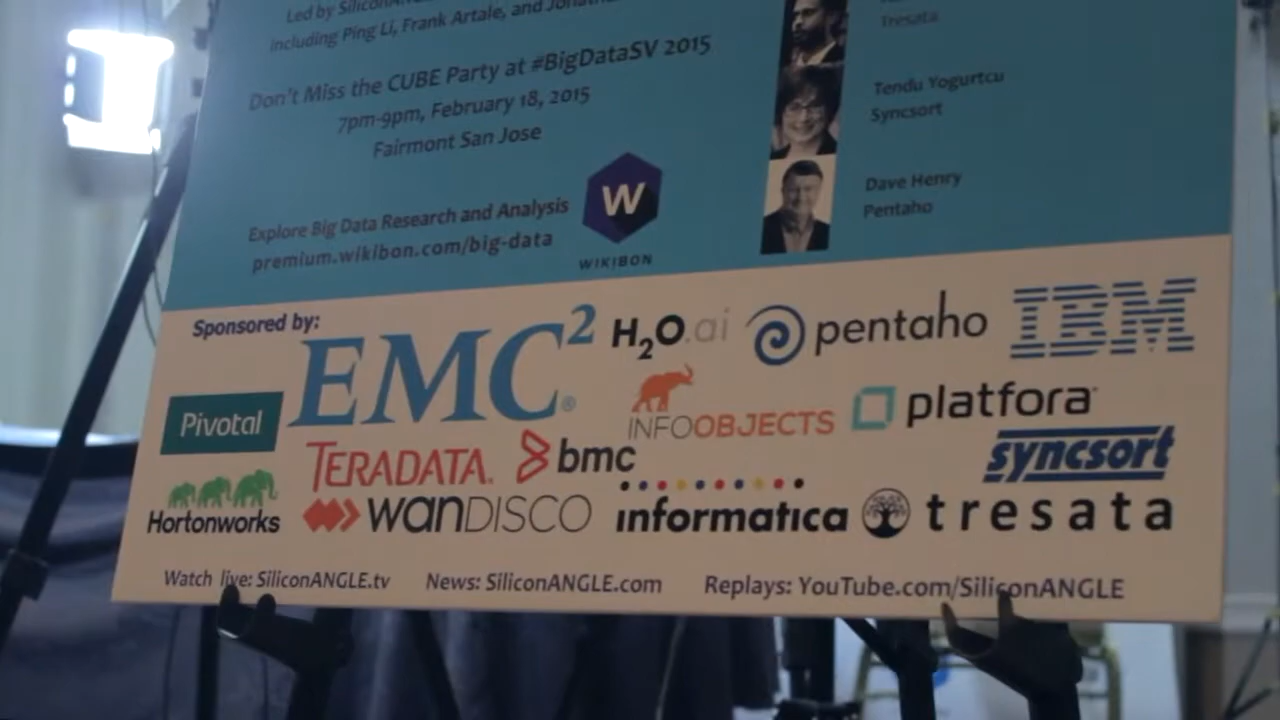 Led by
including Ping Li, Frank Artale, and
Don't Miss the CUBE Party at #BigDataSV 2015
7pm-9pm, February 18, 2015
Fairmont San Jose
Explore Big Data Research and Analysis
premium.wikibon.com/big-data
W
WIKIBON
Tresata
Tendu Yogurtcu
Syncsort
Dave Henry
Pentaho
Sponsored by:
EMC²
H2O.ai
pentaho
IBM
Pivotal
INFOOBJECTS
platfora
TERADATA
bmc
syncsort
Hortonworks
WANDISCO
informatica
tresata
Watch live: SiliconANGLE.tv News: SiliconANGLE.com Replays: YouTube.com/SiliconANGLE